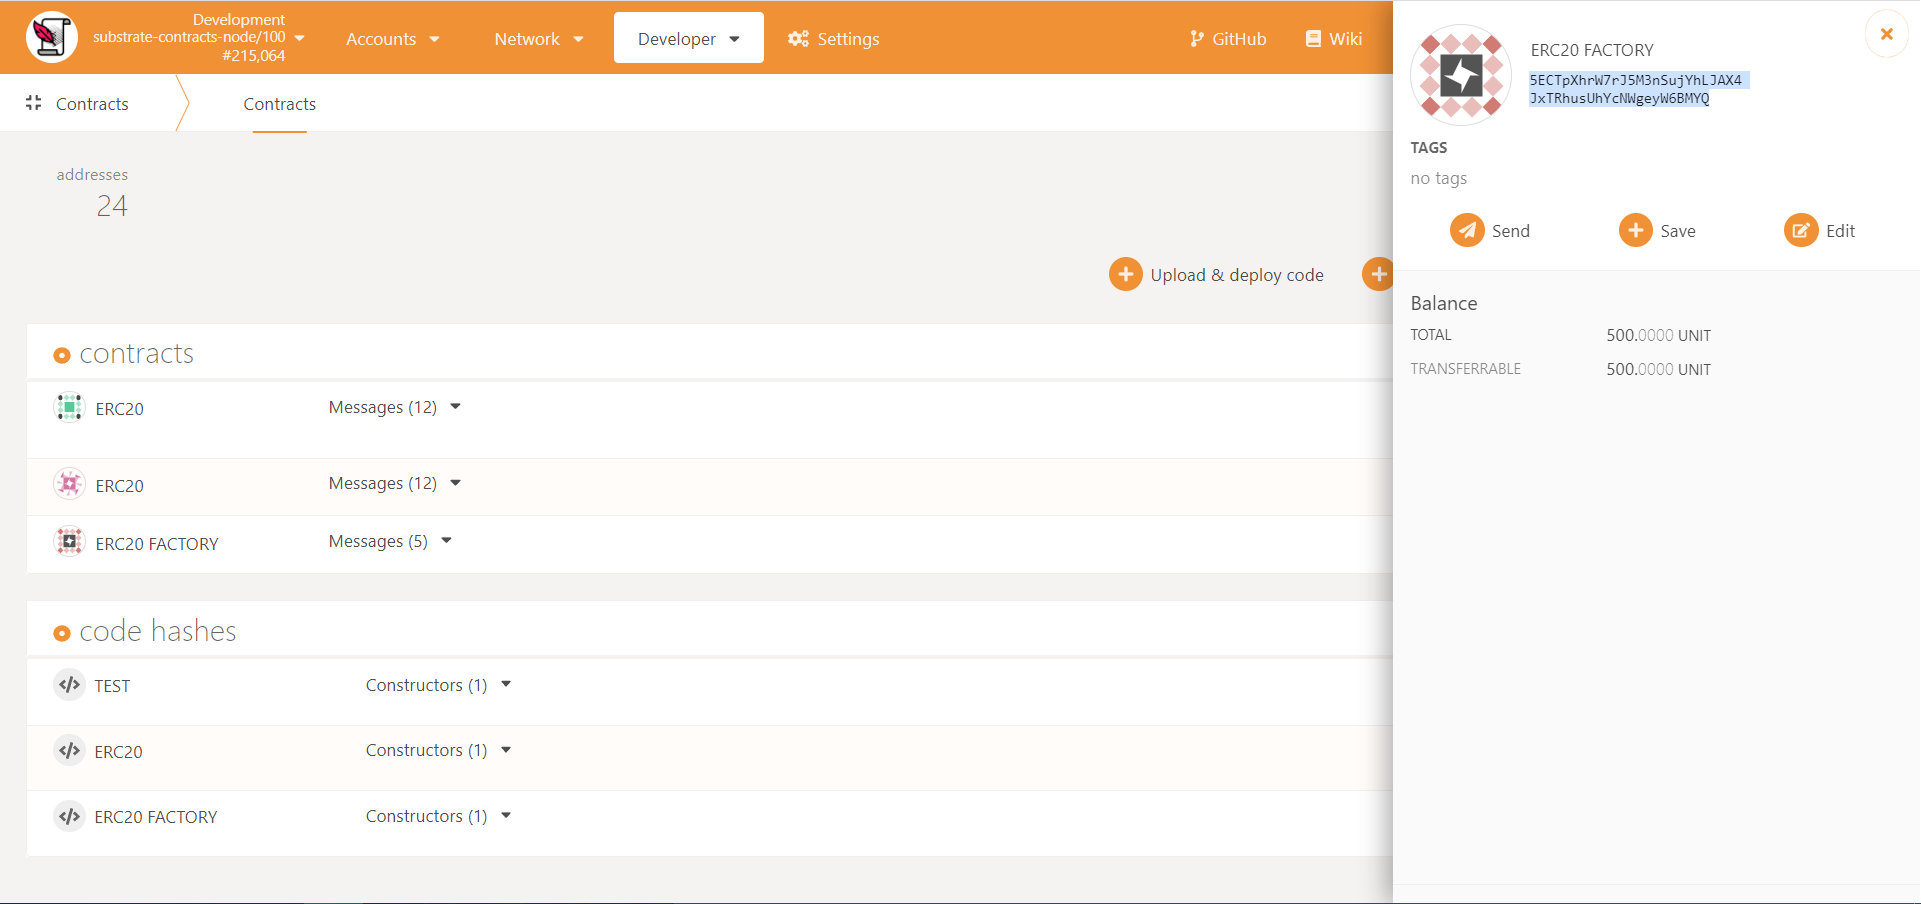 Development
substrate-contracts-node/100
#215,064
Accounts
Network
Developer
Settings
GitHub
Wiki
Contracts
Contracts
addresses
24
Upload & deploy code
contracts
ERC20
Messages (12)
ERC20
Messages (12)
ERC20 FACTORY
Messages (5)
code hashes
TEST
Constructors (1)
ERC20
Constructors (1)
ERC20 FACTORY
Constructors (1)
ERC20 FACTORY
5ECTpXhrW7rJ5M3nSujYhLJAX4
JxTRhusUhYcNWgeyW6BMYQ
TAGS
no tags
Send
Save
Edit
Balance
TOTAL
500.0000 UNIT
TRANSFERRABLE
500.0000 UNIT